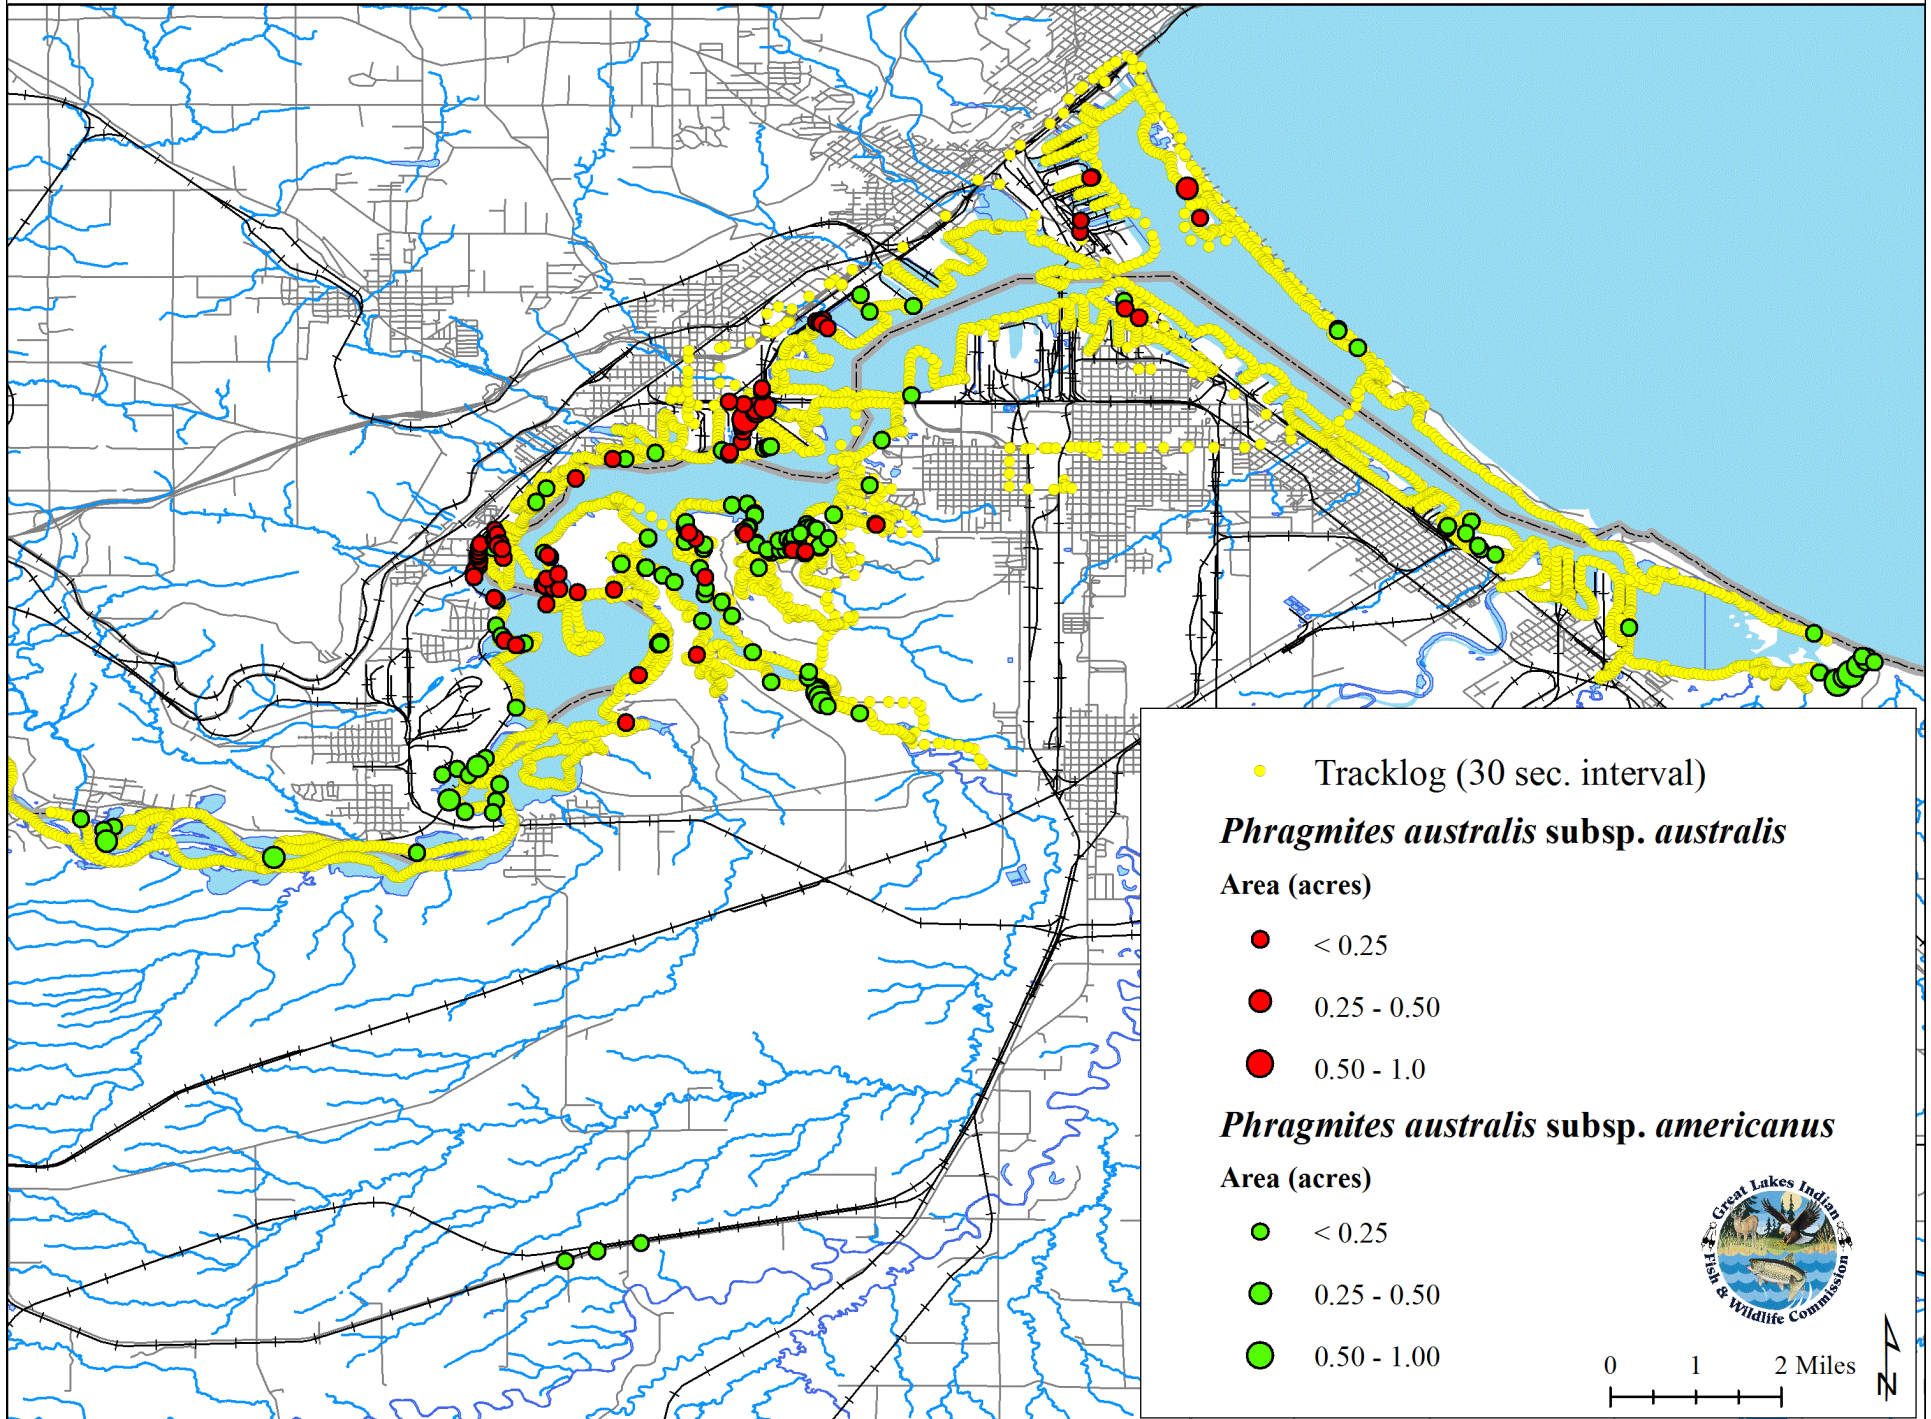 Tracklog (30 sec. interval)
Phragmites australis subsp. australis
Area (acres)
< 0.25
0.25 - 0.50
0.50 - 1.0
Phragmites australis subsp. americanus
Area (acres)
< 0.25
0.25 - 0.50
0.50 - 1.00
Great Lakes Indian
Fish & Wildlife Commission
0 1 2 Miles
N